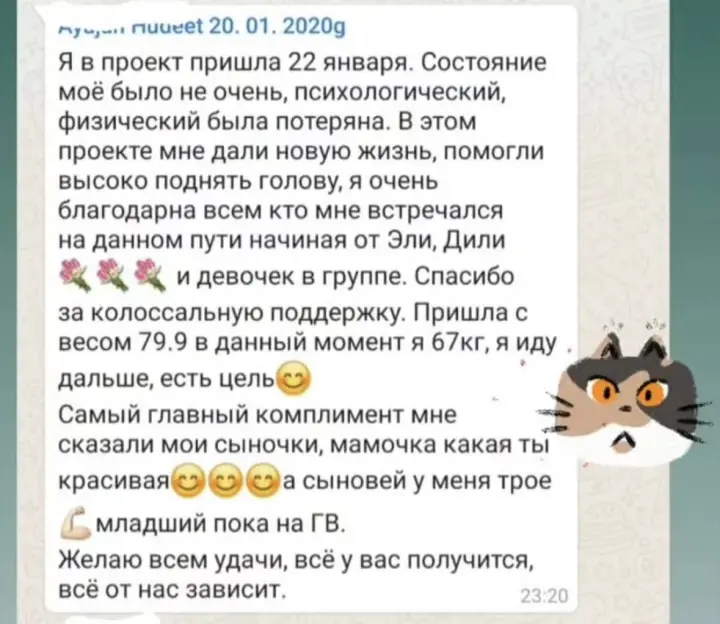 20. 01. 2020g
Я в проект пришла 22 января. Состояние
моё было не очень, психологический,
физический была потеряна. В этом
проекте мне дали новую жизнь, помогли
высоко поднять голову, я очень
благодарна всем кто мне встречался
на данном пути начиная от Эли, Дили
💐💐💐 и девочек в группе. Спасибо
за колоссальную поддержку. Пришла с
весом 79.9 в данный момент я 67кг, я иду
дальше, есть цель😊
Самый главный комплимент мне
сказали мои сыночки, мамочка какая ты
красивая😊😊😊а сыновей у меня трое
💪🏻младший пока на ГВ.
Желаю всем удачи, всё у вас получится,
всё от нас зависит.
23:20